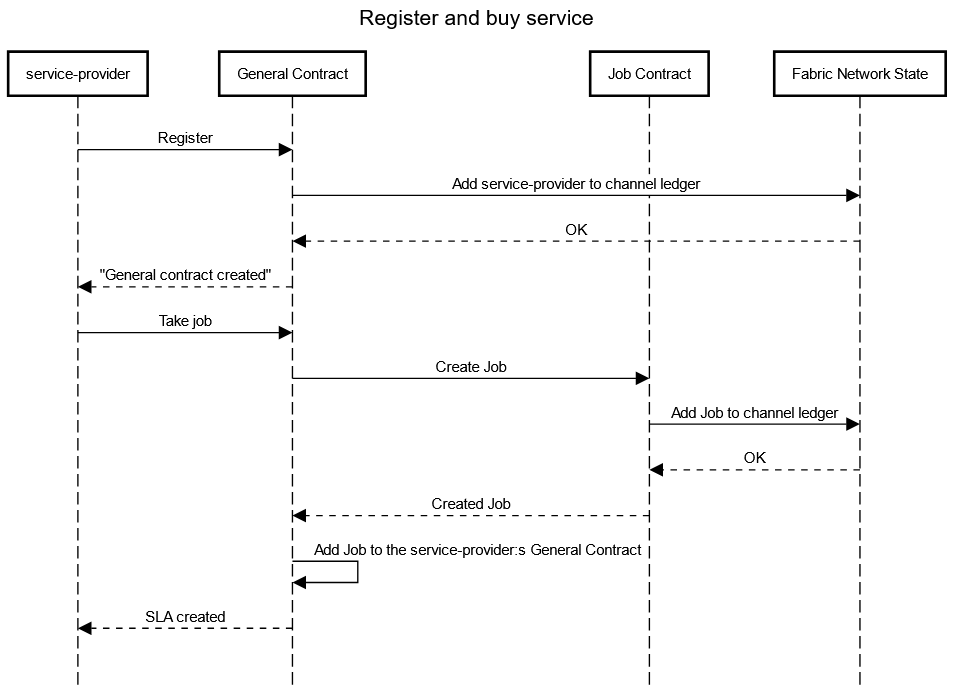 Register and buy service
service-provider
General Contract
Job Contract
Fabric Network State
Register
Add service-provider to channel ledger
OK
"General contract created"
Take job
Create Job
Add Job to channel ledger
OK
Created Job
Add Job to the service-provider:s General Contract
SLA created